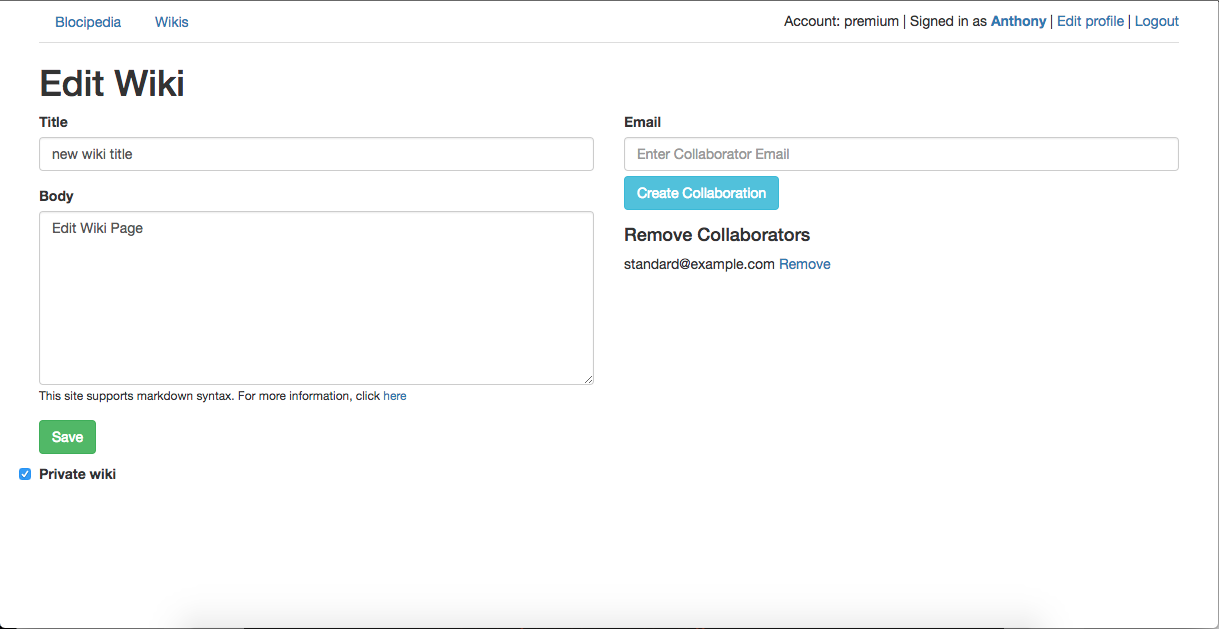 Blocipedia Wikis Account: premium | Signed in as Anthony | Edit profile | Logout
Edit Wiki
Title
new wiki title
Body
Edit Wiki Page
This site supports markdown syntax. For more information, click here
Save
Private wiki
Email
Enter Collaborator Email
Create Collaboration
Remove Collaborators
standard@example.com Remove